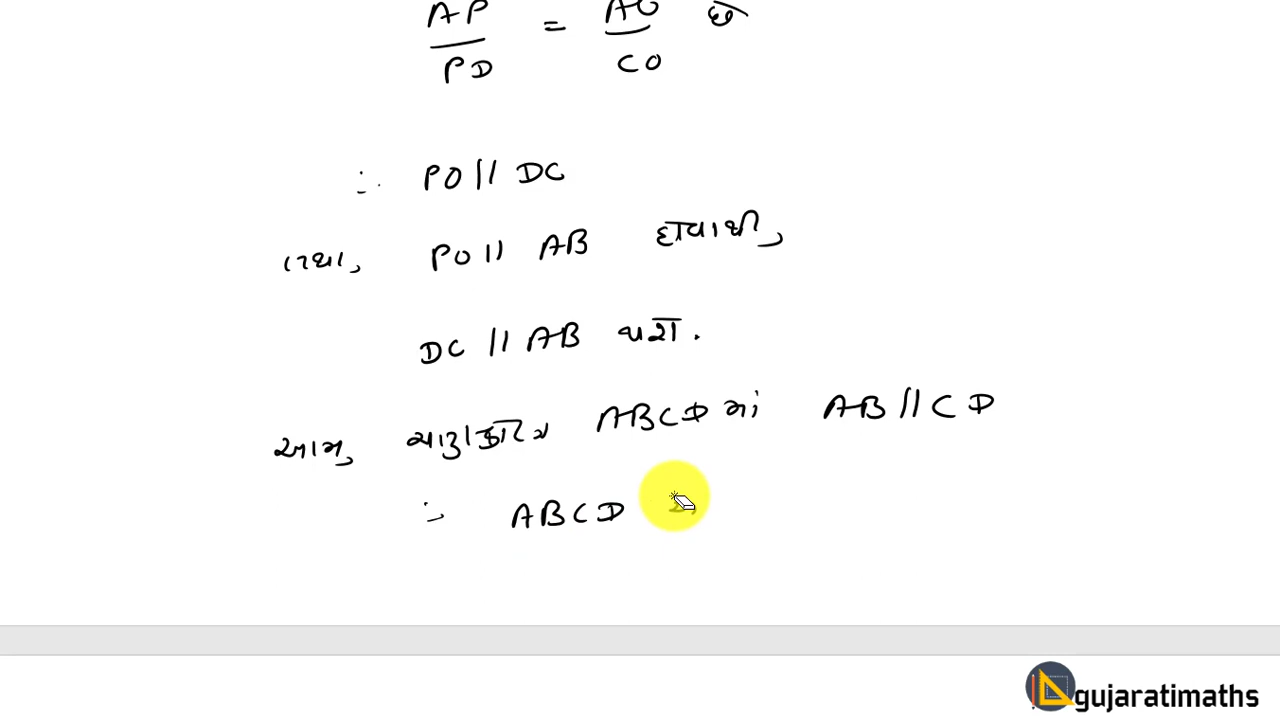 AP/PD = AO/CO છે
∴ PO || DC
તથા, PO || AB હોવાથી,
DC || AB થશે.
આમ, ચતુષ્કોણ ABCD માં AB || CD
∴ ABCD
gujaratimaths